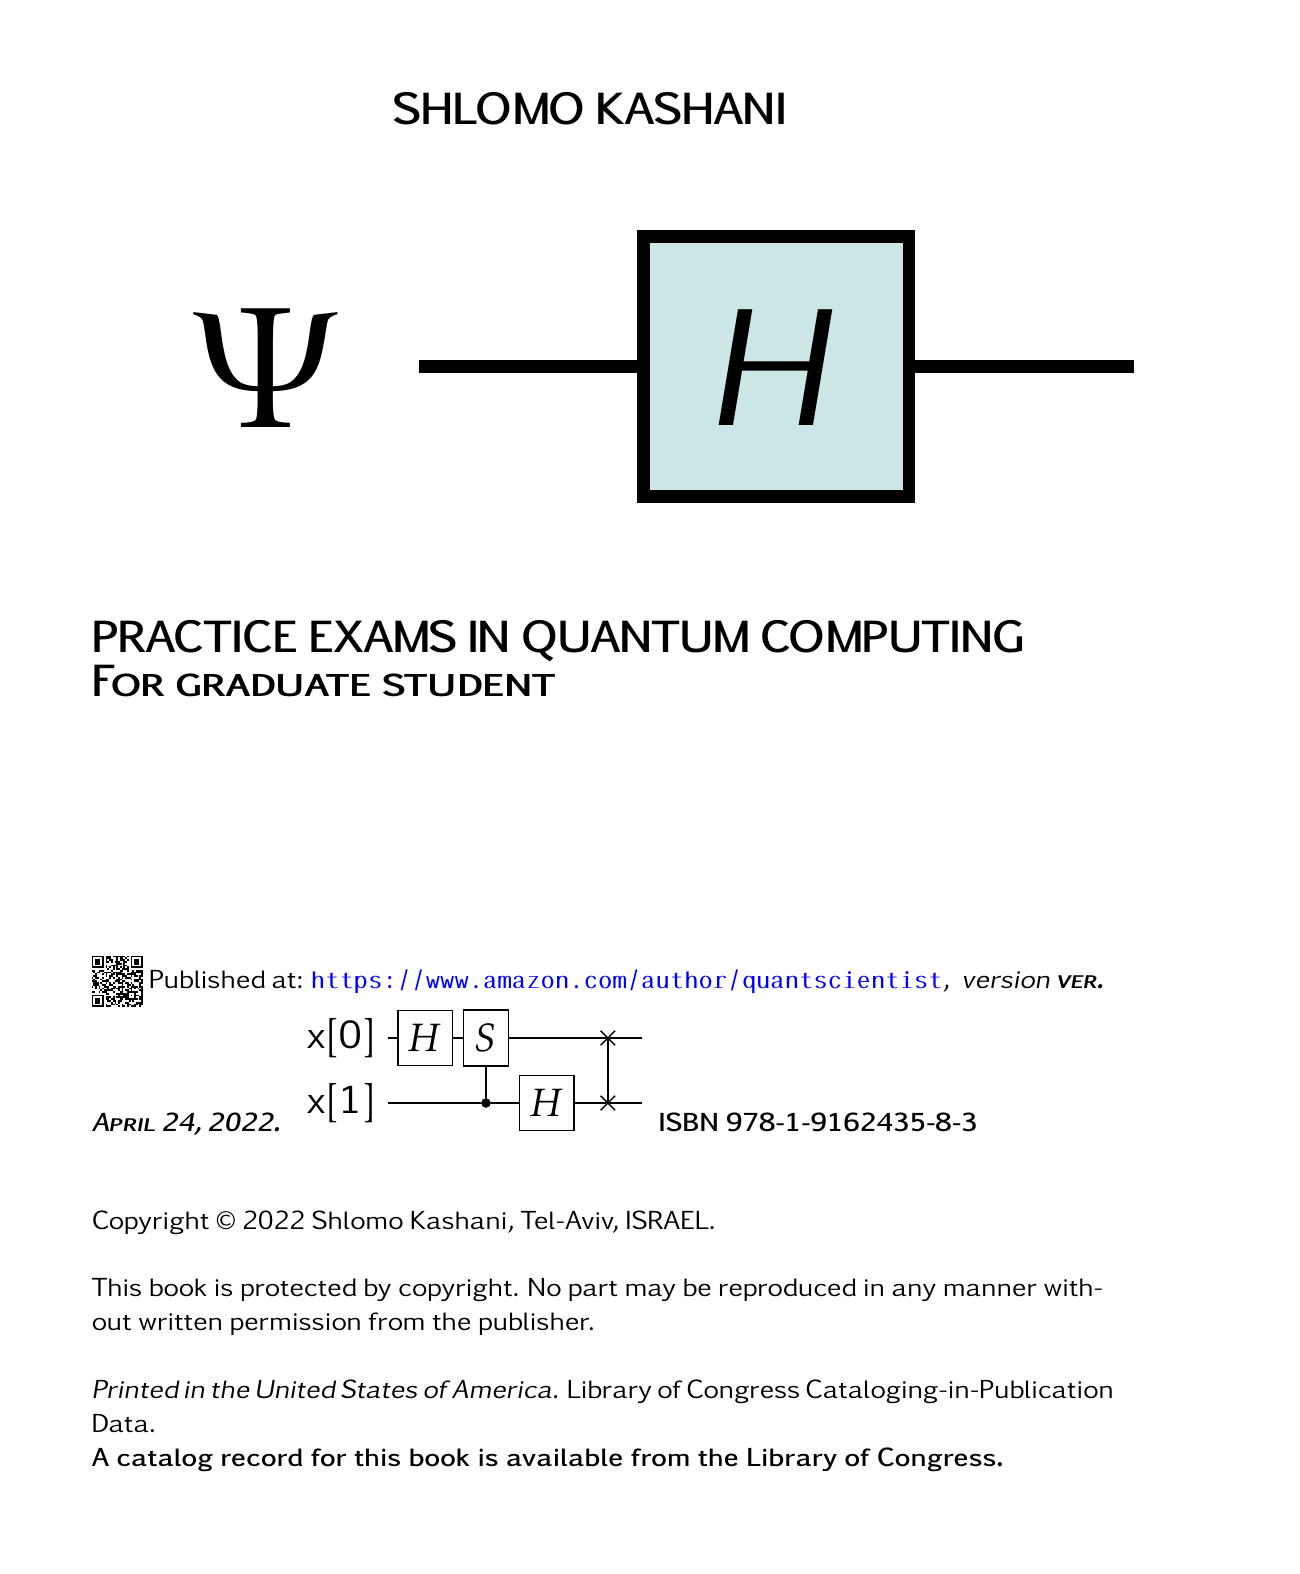 SHLOMO KASHANI
Ψ H
PRACTICE EXAMS IN QUANTUM COMPUTING
FOR GRADUATE STUDENT
Published at: https://www.amazon.com/author/quantscientist, version VER.
x[0] H S
x[1] H
APRIL 24, 2022. ISBN 978-1-9162435-8-3
Copyright © 2022 Shlomo Kashani, Tel-Aviv, ISRAEL.
This book is protected by copyright. No part may be reproduced in any manner with-
out written permission from the publisher.
Printed in the United States of America. Library of Congress Cataloging-in-Publication
Data.
A catalog record for this book is available from the Library of Congress.